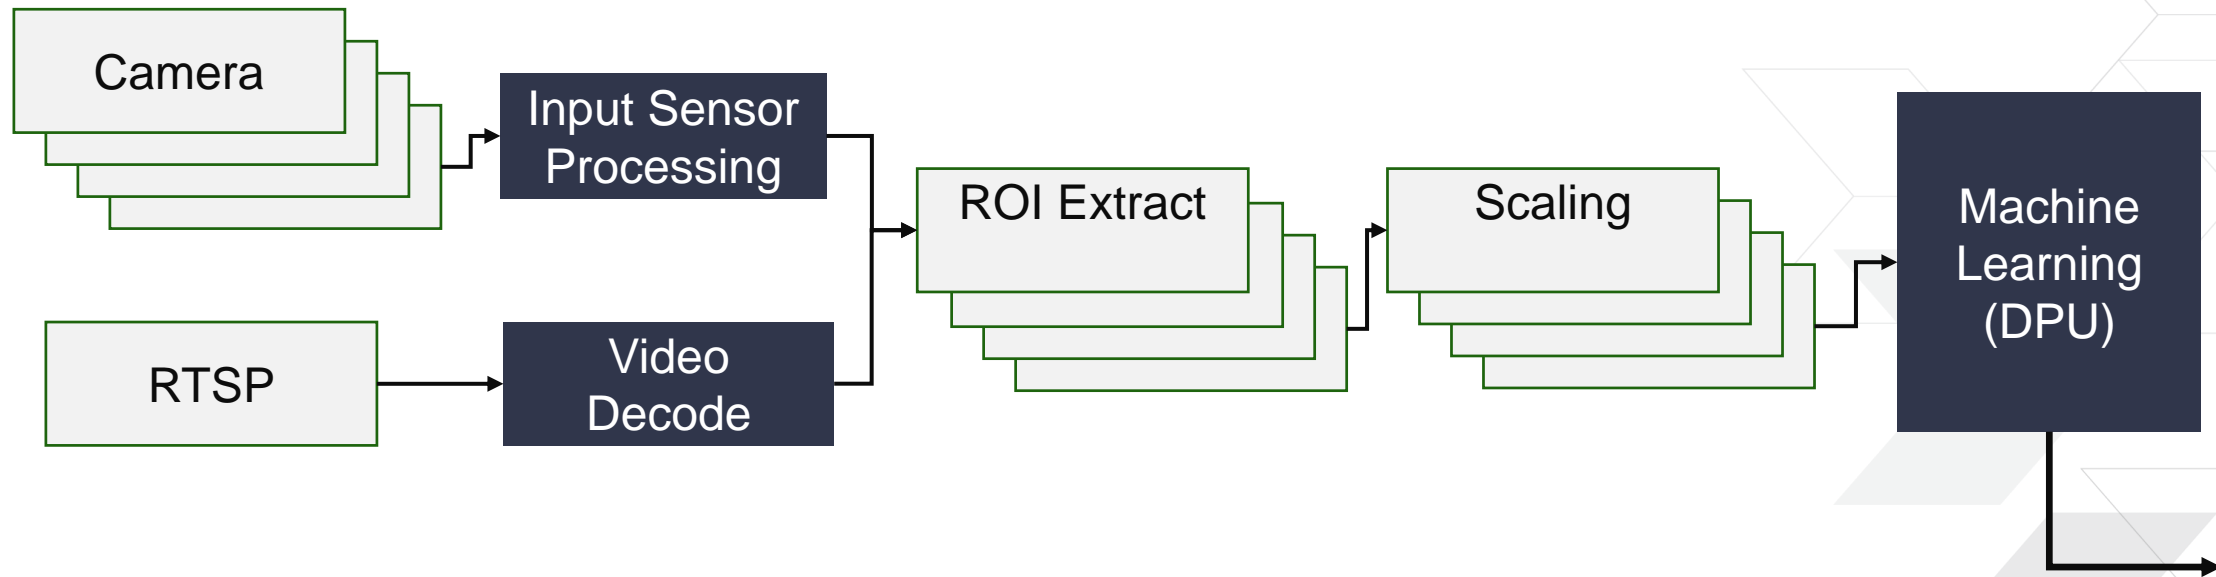 Camera
Input Sensor
Processing
ROI Extract
Scaling
Machine
Learning
(DPU)
RTSP
Video
Decode